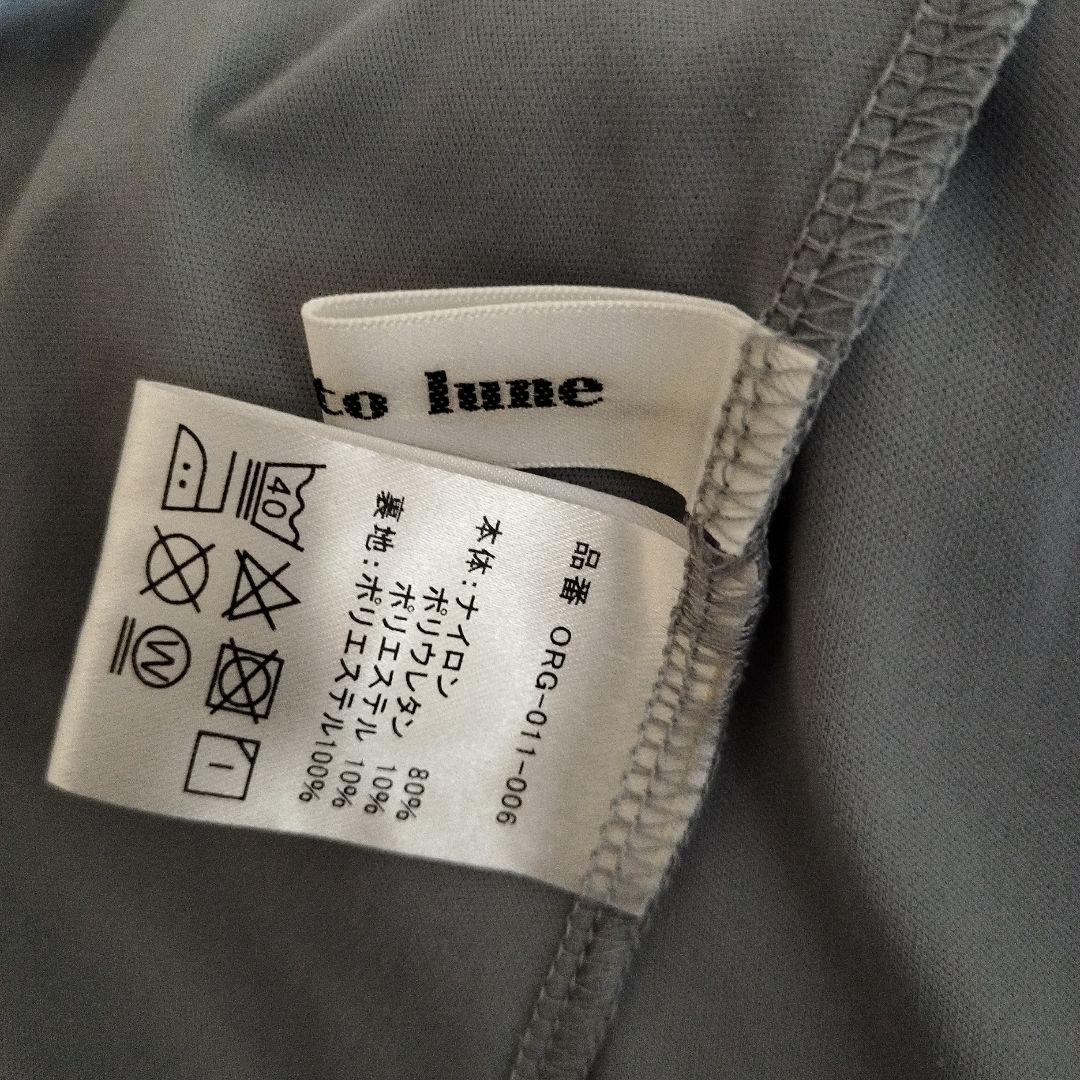 to lune
品番 ORG-011-006
本体:ナイロン 80%
ポリウレタン 10%
ポリエステル 10%
裏地:ポリエステル100%
40
W